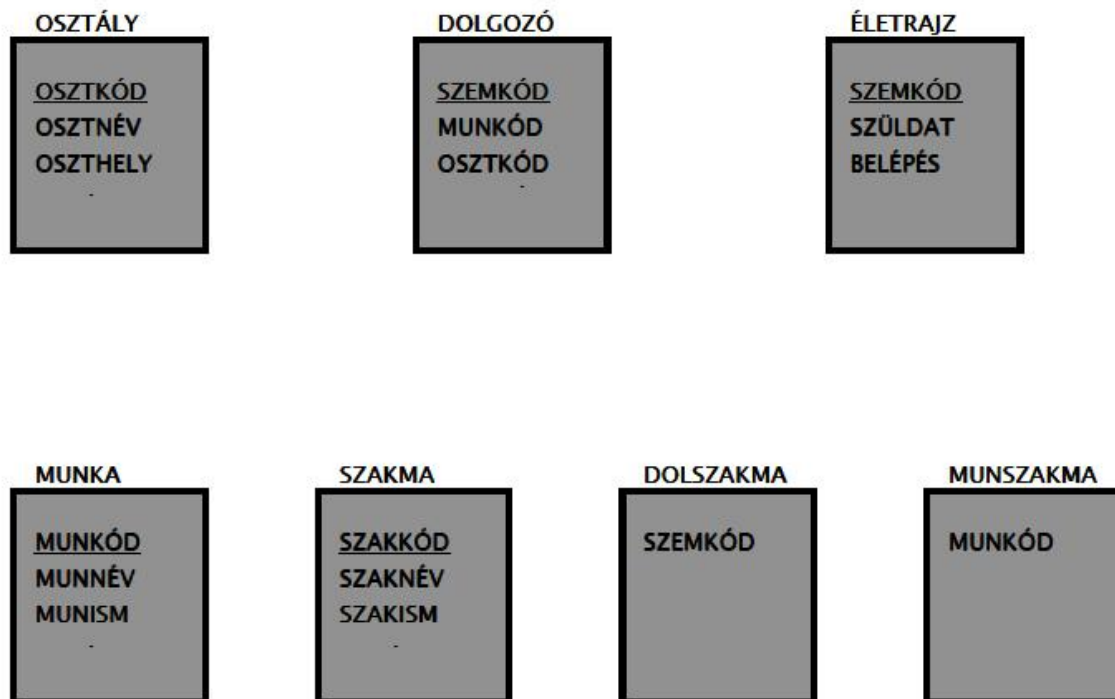 OSZTÁLY
OSZTKÓD
OSZTNÉV
OSZTHELY
.
DOLGOZÓ
SZEMKÓD
MUNKÓD
OSZTKÓD
.
ÉLETRAJZ
SZEMKÓD
SZÜLDAT
BELÉPÉS
MUNKA
MUNKÓD
MUNNÉV
MUNISM
.
SZAKMA
SZAKKÓD
SZAKNÉV
SZAKISM
.
DOLSZAKMA
SZEMKÓD
MUNSZAKMA
MUNKÓD